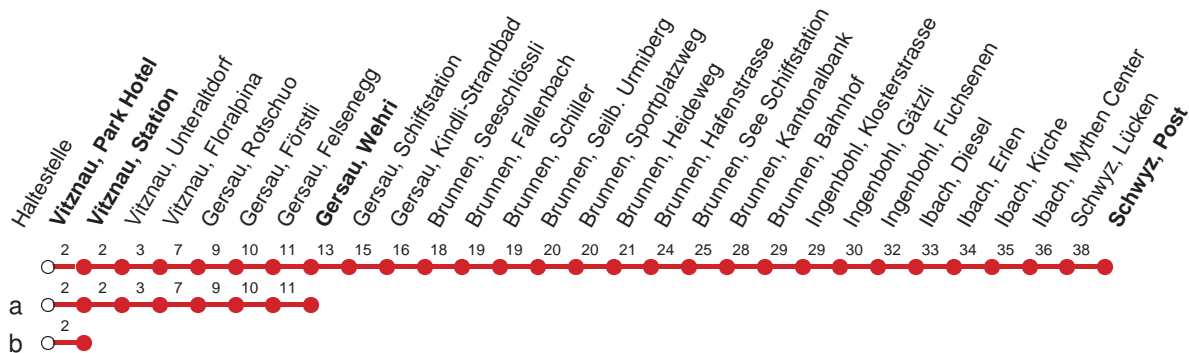 Haltestelle
Vitznau, Park Hotel
Vitznau, Station
Vitznau, Unteraltdorf
Vitznau, Floralpina
Gersau, Rotschuo
Gersau, Förstli
Gersau, Felsenegg
Gersau, Wehri
Gersau, Schiffstation
Gersau, Kindli-Strandbad
Brunnen, Seeschlössli
Brunnen, Fallenbach
Brunnen, Schiller
Brunnen, Seilb. Urmiberg
Brunnen, Sportplatzweg
Brunnen, Heideweg
Brunnen, Hafenstrasse
Brunnen, See Schiffstation
Brunnen, Kantonalbank
Brunnen, Bahnhof
Ingenbohl, Klosterstrasse
Ingenbohl, Gätzli
Ingenbohl, Fuchsenen
Ibach, Diesel
Ibach, Erlen
Ibach, Kirche
Ibach, Mythen Center
Schwyz, Lücken
Schwyz, Post
2 2 3 7 9 10 11 13 15 16 18 19 19 20 20 21 24 25 28 29 29 30 32 33 34 35 36 38
a 2 2 3 7 9 10 11
b 2